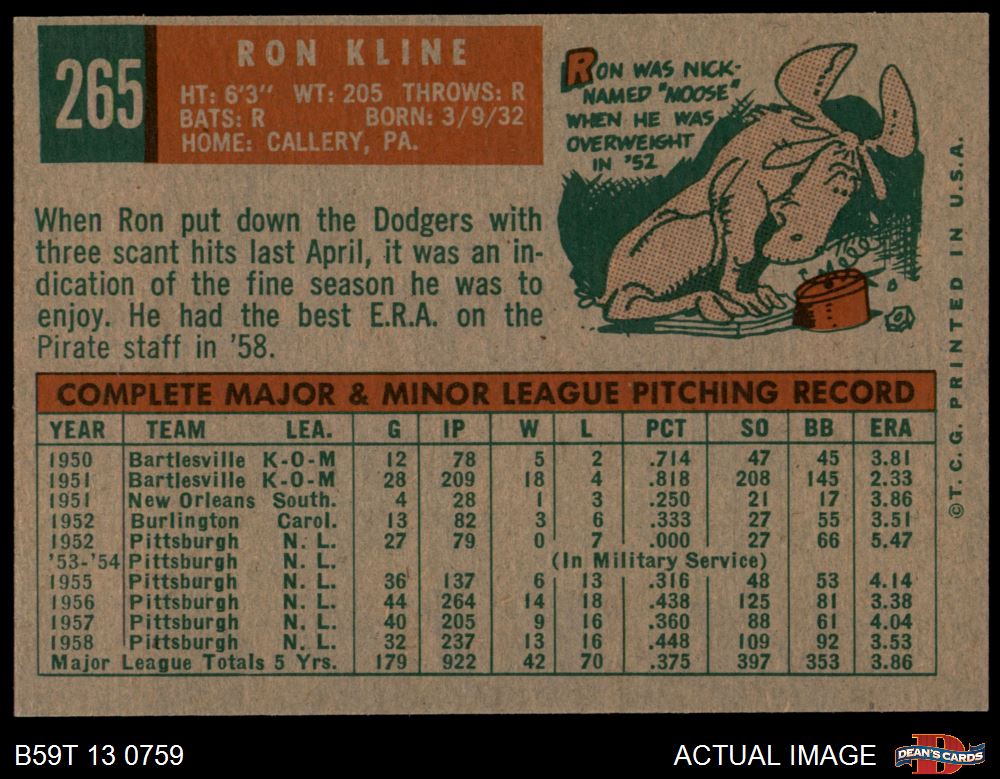 265
RON KLINE
HT: 6'3" WT: 205 THROWS: R
BATS: R BORN: 3/9/32
HOME: CALLERY, PA.
RON WAS NICK-
NAMED "MOOSE"
WHEN HE WAS
OVERWEIGHT
IN '52
When Ron put down the Dodgers with
three scant hits last April, it was an in-
dication of the fine season he was to
enjoy. He had the best E.R.A. on the
Pirate staff in '58.
COMPLETE MAJOR & MINOR LEAGUE PITCHING RECORD
YEAR TEAM LEA. G IP W L PCT SO BB ERA
1950 Bartlesville K-O-M 12 78 5 2 .714 47 45 3.81
1951 Bartlesville K-O-M 28 209 18 4 .818 208 145 2.33
1951 New Orleans South. 4 28 1 3 .250 21 17 3.86
1952 Burlington Carol. 13 82 3 6 .333 27 55 3.51
1952 Pittsburgh N. L. 27 79 0 7 .000 27 66 5.47
'53-'54 Pittsburgh N. L. (In Military Service)
1955 Pittsburgh N. L. 36 137 6 13 .316 48 53 4.14
1956 Pittsburgh N. L. 44 264 14 18 .438 125 81 3.38
1957 Pittsburgh N. L. 40 205 9 16 .360 88 61 4.04
1958 Pittsburgh N. L. 32 237 13 16 .448 109 92 3.53
Major League Totals 5 Yrs. 179 922 42 70 .375 397 353 3.86
©T. C. G. PRINTED IN U.S.A.
B59T 13 0759
ACTUAL IMAGE
D
DEAN'S CARDS